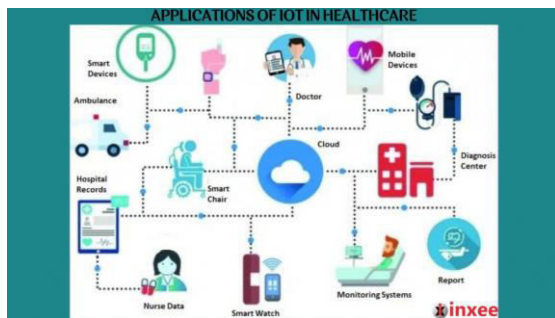 APPLICATIONS OF IOT IN HEALTHCARE
Smart
Devices
Mobile
Devices
Doctor
Ambulance
Cloud
Diagnosis
Center
Hospital
Records
Smart
Chair
Nurse Data
Smart Watch
Monitoring Systems
Report
inxee